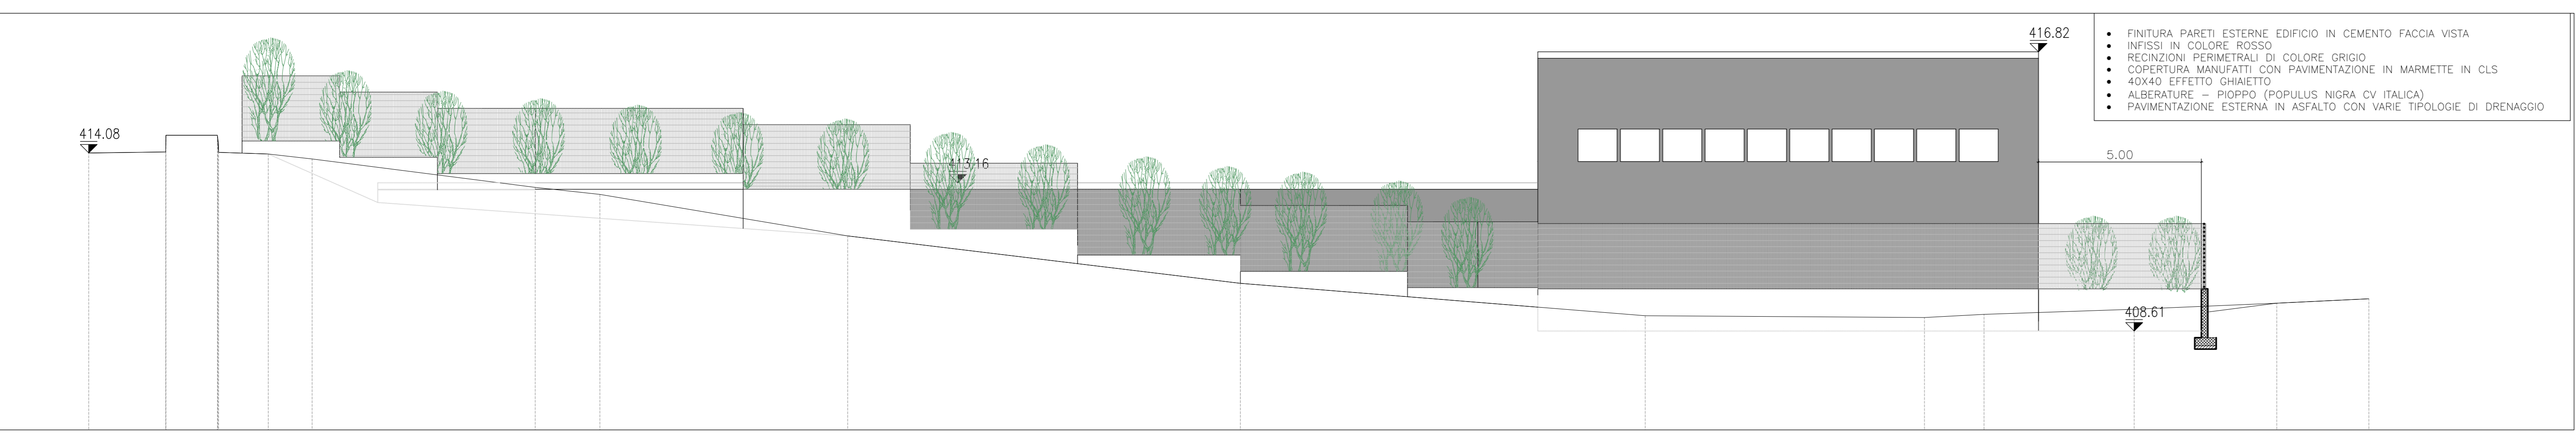 416.82
• FINITURA PARETI ESTERNE EDIFICIO IN CEMENTO FACCIA VISTA
• INFISSI IN COLORE ROSSO
• RECINZIONI PERIMETRALI DI COLORE GRIGIO
• COPERTURA MANUFATTI CON PAVIMENTAZIONE IN MARMETTE IN CLS
• 40X40 EFFETTO GHIAIETTO
• ALBERATURE – PIOPPO (POPULUS NIGRA CV ITALICA)
• PAVIMENTAZIONE ESTERNA IN ASFALTO CON VARIE TIPOLOGIE DI DRENAGGIO
414.08
413.16
5.00
408.61